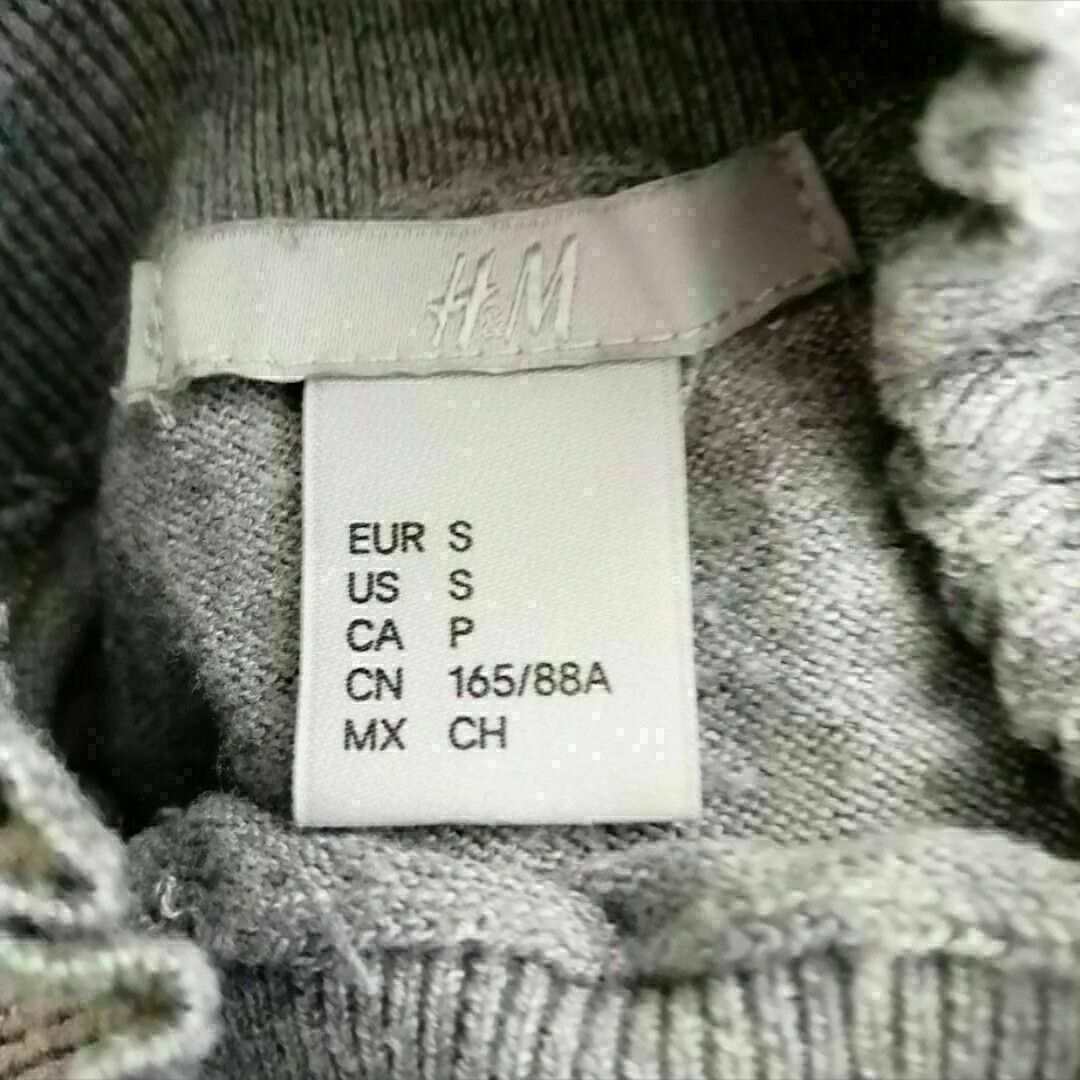 H&M
EUR S
US S
CA P
CN 165/88A
MX CH